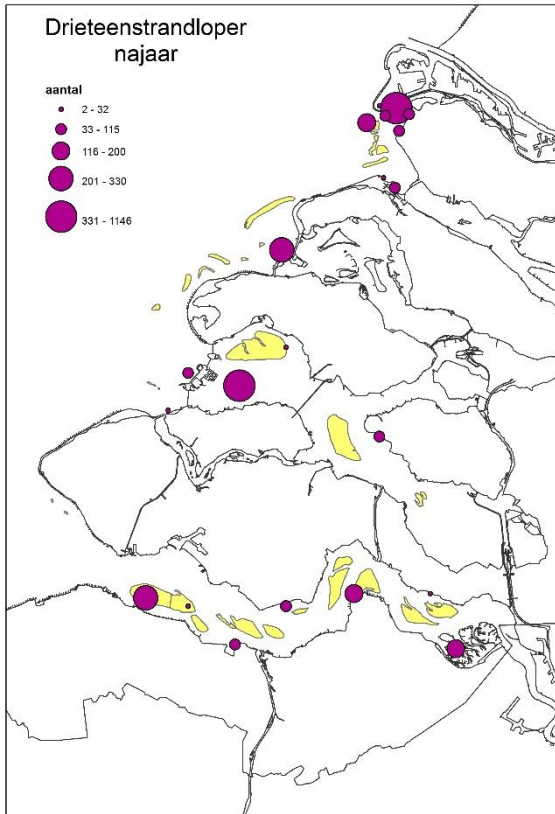 Drieteenstrandloper
najaar
aantal
2 - 32
33 - 115
116 - 200
201 - 330
331 - 1146